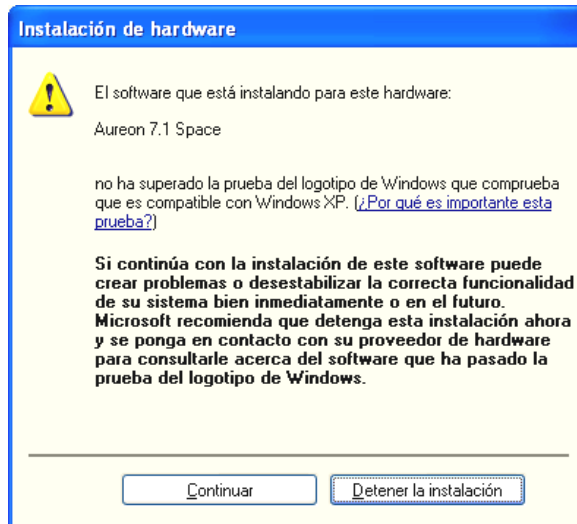 Instalación de hardware
El software que está instalando para este hardware:
Aureon 7.1 Space
no ha superado la prueba del logotipo de Windows que comprueba
que es compatible con Windows XP. (¿Por qué es importante esta
prueba?)
Si continúa con la instalación de este software puede
crear problemas o desestabilizar la correcta funcionalidad
de su sistema bien inmediatamente o en el futuro.
Microsoft recomienda que detenga esta instalación ahora
y se ponga en contacto con su proveedor de hardware
para consultarle acerca del software que ha pasado la
prueba del logotipo de Windows.
Continuar
Detener la instalación